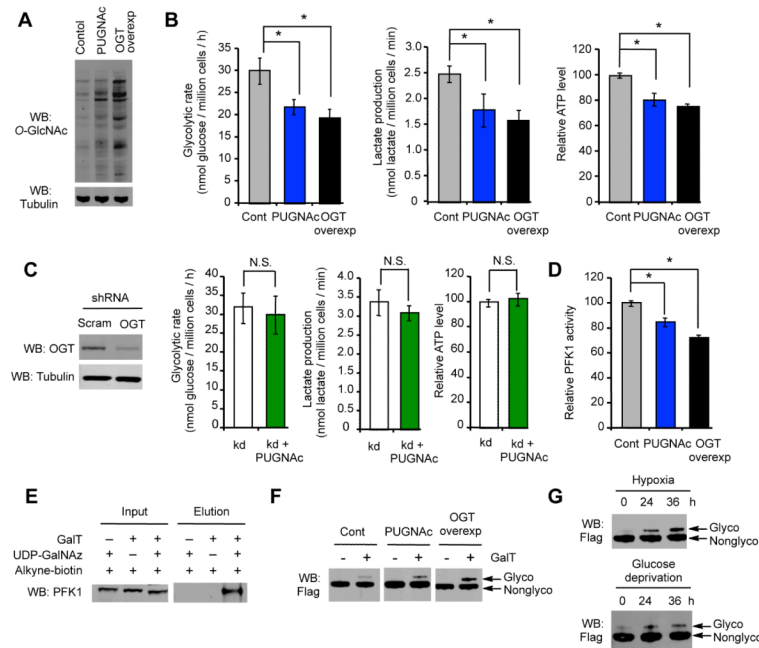 A
Contol
PUGNAc
OGT
overexp
WB:
O-GlcNAc
WB:
Tubulin
B
Glycolytic rate
(nmol glucose / million cells / h)
35
30
25
20
15
10
5
0
*
*
Cont PUGNAc OGT
overexp
Lactate production
(nmol lactate / million cells / min)
3.0
2.5
2.0
1.5
1.0
0.5
0
*
*
Cont PUGNAc OGT
overexp
Relative ATP level
120
100
80
60
40
20
0
*
*
Cont PUGNAc OGT
overexp
C
shRNA
Scram OGT
WB: OGT
WB: Tubulin
Glycolytic rate
(nmol glucose / million cells / h)
40
35
30
25
20
15
10
5
0
N.S.
kd kd +
PUGNAc
Lactate production
(nmol lactate / million cells / min)
4.0
3.5
3.0
2.5
2.0
1.5
1.0
0.5
0
N.S.
kd kd +
PUGNAc
Relative ATP level
120
100
80
60
40
20
0
N.S.
kd kd +
PUGNAc
D
Relative PFK1 activity
120
100
80
60
40
20
0
*
*
Cont PUGNAc OGT
overexp
E
Input Elution
GalT – + + – + +
UDP-GalNAz + – + + – +
Alkyne-biotin + + + + + +
WB: PFK1
F
Cont PUGNAc OGT
overexp
- + - + - + GalT
WB:
Flag
Glyco
Nonglyco
G
Hypoxia
0 24 36 h
WB:
Flag
Glyco
Nonglyco
Glucose
deprivation
0 24 36 h
WB:
Flag
Glyco
Nonglyco